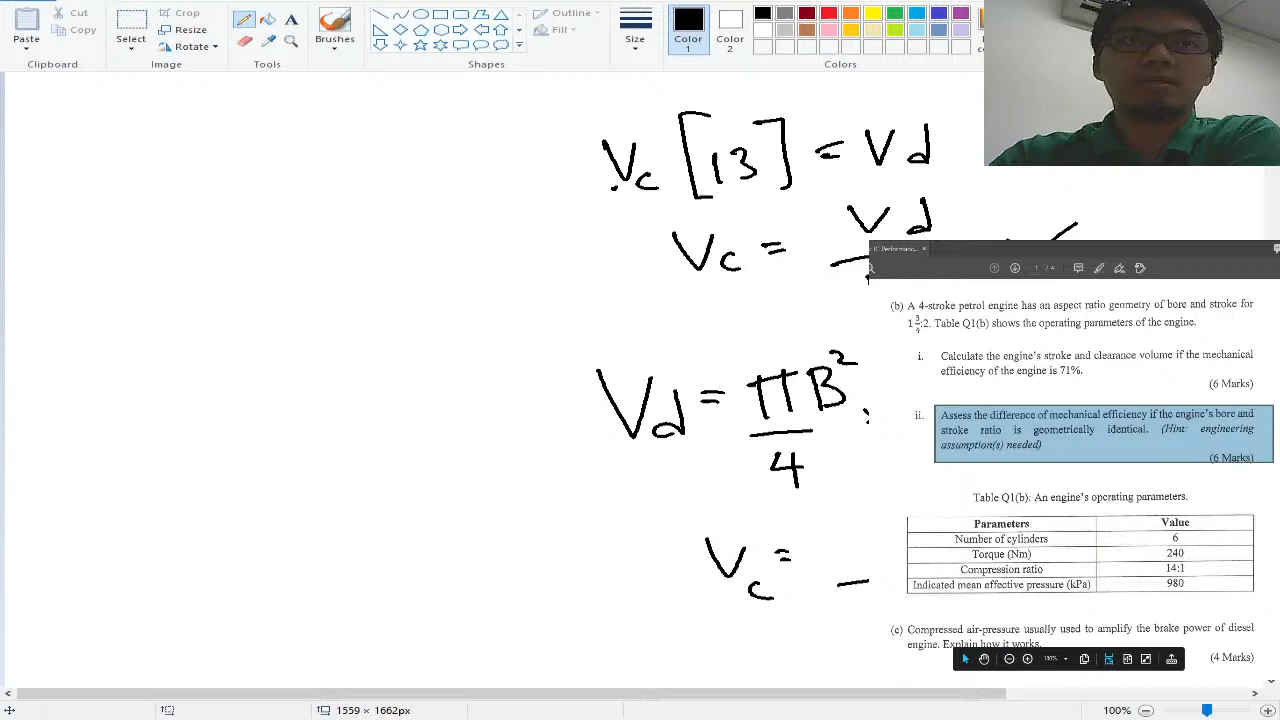 Cut
Crop
Outline
Paste
Copy
Select
Resize
Rotate
Fill
Brushes
Size
Color
1
Color
2
Clipboard
Image
Tools
Shapes
Colors
Vc [13] = Vd
Vc = Vd
Vd = πB²
4
Vc =
IC Performanc...
1 / 4
(b) A 4-stroke petrol engine has an aspect ratio geometry of bore and stroke for
1 3/4:2. Table Q1(b) shows the operating parameters of the engine.
i. Calculate the engine's stroke and clearance volume if the mechanical
efficiency of the engine is 71%.
(6 Marks)
ii. Assess the difference of mechanical efficiency if the engine's bore and
stroke ratio is geometrically identical. (Hint: engineering
assumption(s) needed)
(6 Marks)
Table Q1(b): An engine's operating parameters.
Parameters Value
Number of cylinders 6
Torque (Nm) 240
Compression ratio 14:1
Indicated mean effective pressure (kPa) 980
(c) Compressed air-pressure usually used to amplify the brake power of diesel
engine. Explain how it works.
(4 Marks)
130%
1559 × 1662px
100%